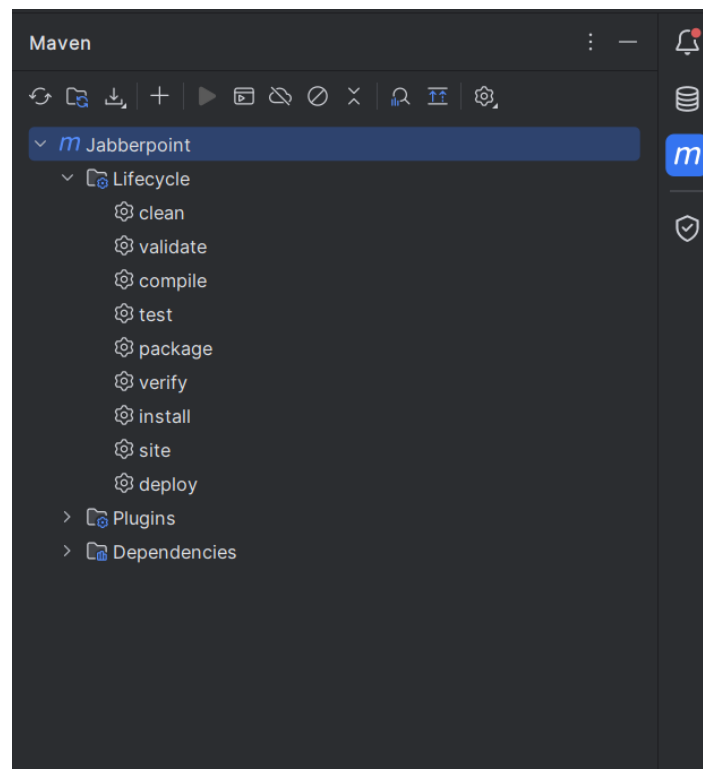 Maven
m Jabberpoint
Lifecycle
clean
validate
compile
test
package
verify
install
site
deploy
Plugins
Dependencies
m